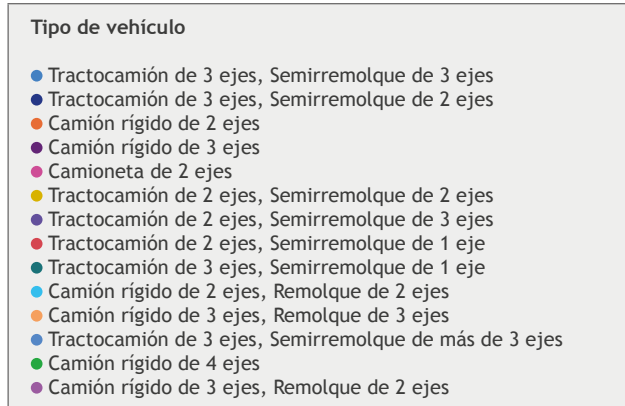 Tipo de vehículo
Tractocamión de 3 ejes, Semirremolque de 3 ejes
Tractocamión de 3 ejes, Semirremolque de 2 ejes
Camión rígido de 2 ejes
Camión rígido de 3 ejes
Camioneta de 2 ejes
Tractocamión de 2 ejes, Semirremolque de 2 ejes
Tractocamión de 2 ejes, Semirremolque de 3 ejes
Tractocamión de 2 ejes, Semirremolque de 1 eje
Tractocamión de 3 ejes, Semirremolque de 1 eje
Camión rígido de 2 ejes, Remolque de 2 ejes
Camión rígido de 3 ejes, Remolque de 3 ejes
Tractocamión de 3 ejes, Semirremolque de más de 3 ejes
Camión rígido de 4 ejes
Camión rígido de 3 ejes, Remolque de 2 ejes